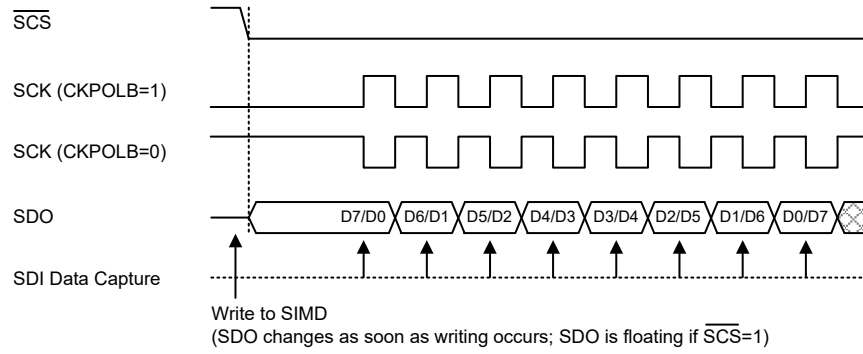 SCS
SCK (CKPOLB=1)
SCK (CKPOLB=0)
SDO
D7/D0 D6/D1 D5/D2 D4/D3 D3/D4 D2/D5 D1/D6 D0/D7
SDI Data Capture
Write to SIMD
(SDO changes as soon as writing occurs; SDO is floating if SCS=1)